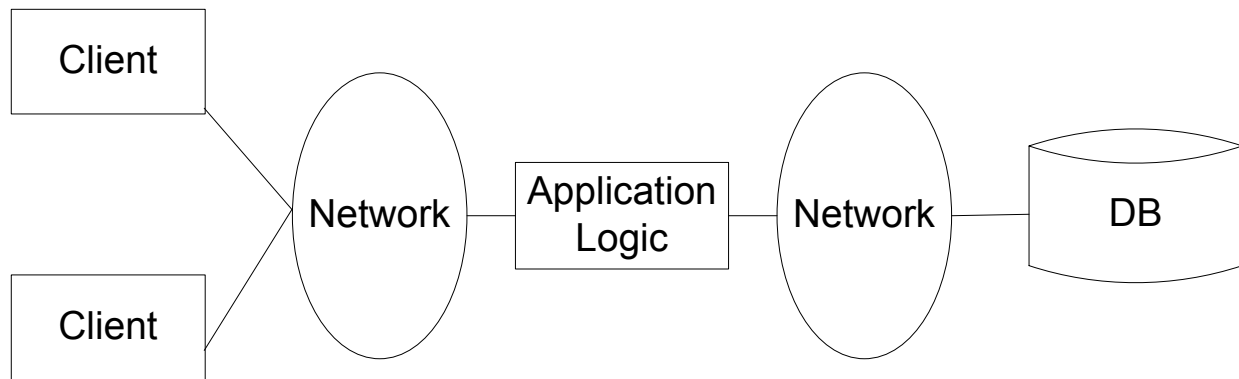 Client
Client
Network
Application
Logic
Network
DB